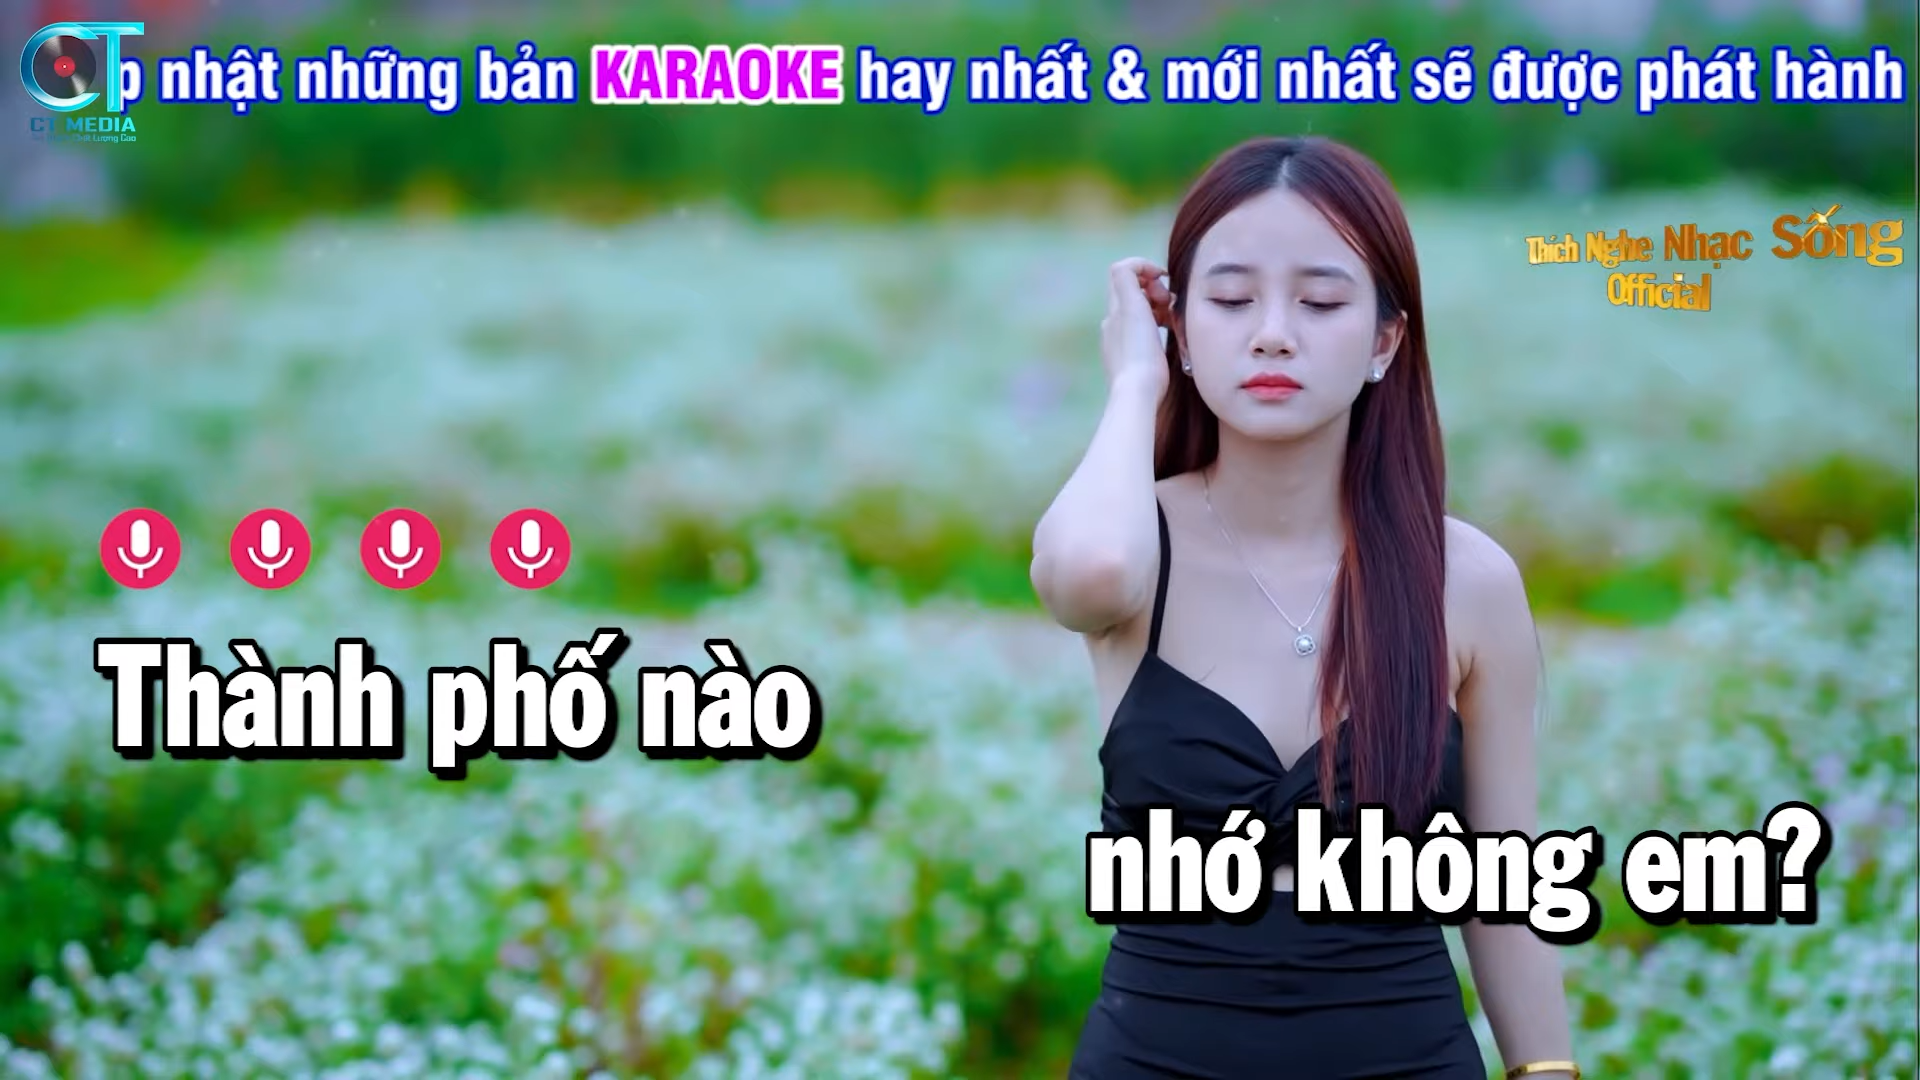 p nhật những bản KARAOKE hay nhất & mới nhất sẽ được phát hành
CT
CT MEDIA
Thích Nghe Nhạc Sống
Official
Thành phố nào
nhớ không em?